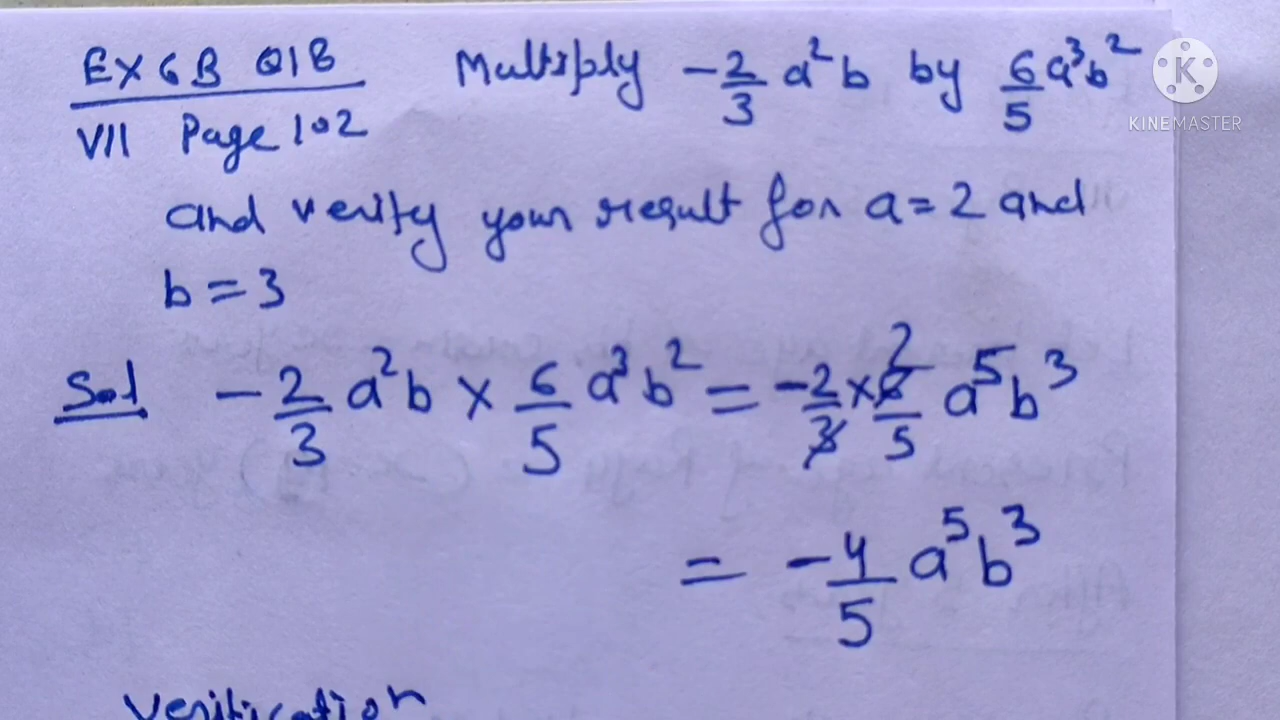 EX 6B Q1B Multiply -2/3 a²b by 6/5 a³b²
VII Page 102
KINEMASTER
and verify your result for a=2 and
b=3
Sol -2/3 a²b × 6/5 a³b² = -2/3 × 6/5 2 a⁵b³
= -4/5 a⁵b³
Verification